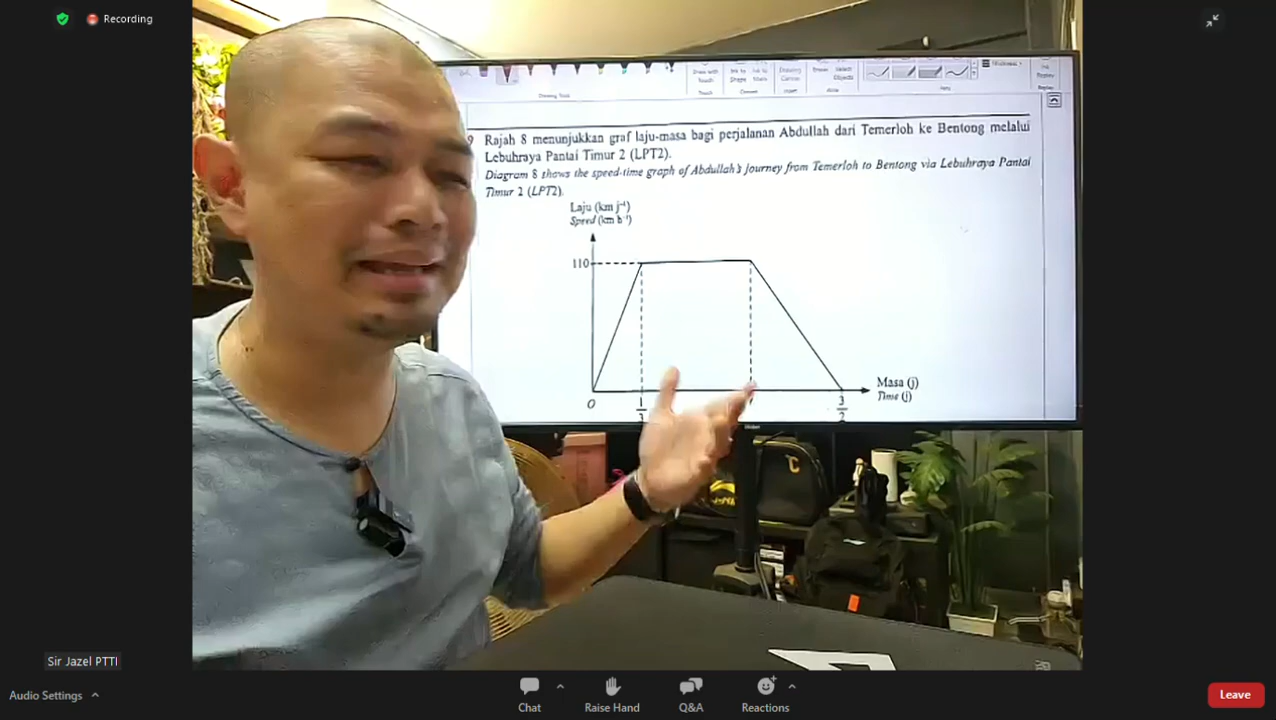 Recording
9 Rajah 8 menunjukkan graf laju-masa bagi perjalanan Abdullah dari Temerloh ke Bentong melalui
Lebuhraya Pantai Timur 2 (LPT2).
Diagram 8 shows the speed-time graph of Abdullah's journey from Temerloh to Bentong via Lebuhraya Pantai
Timur 2 (LPT2).
Laju (km j⁻¹)
Speed (km h⁻¹)
110
Masa (j)
Time (j)
O
1
3
3
2
Sir Jazel PTTI
Audio Settings
Chat
Raise Hand
Q&A
Reactions
Leave